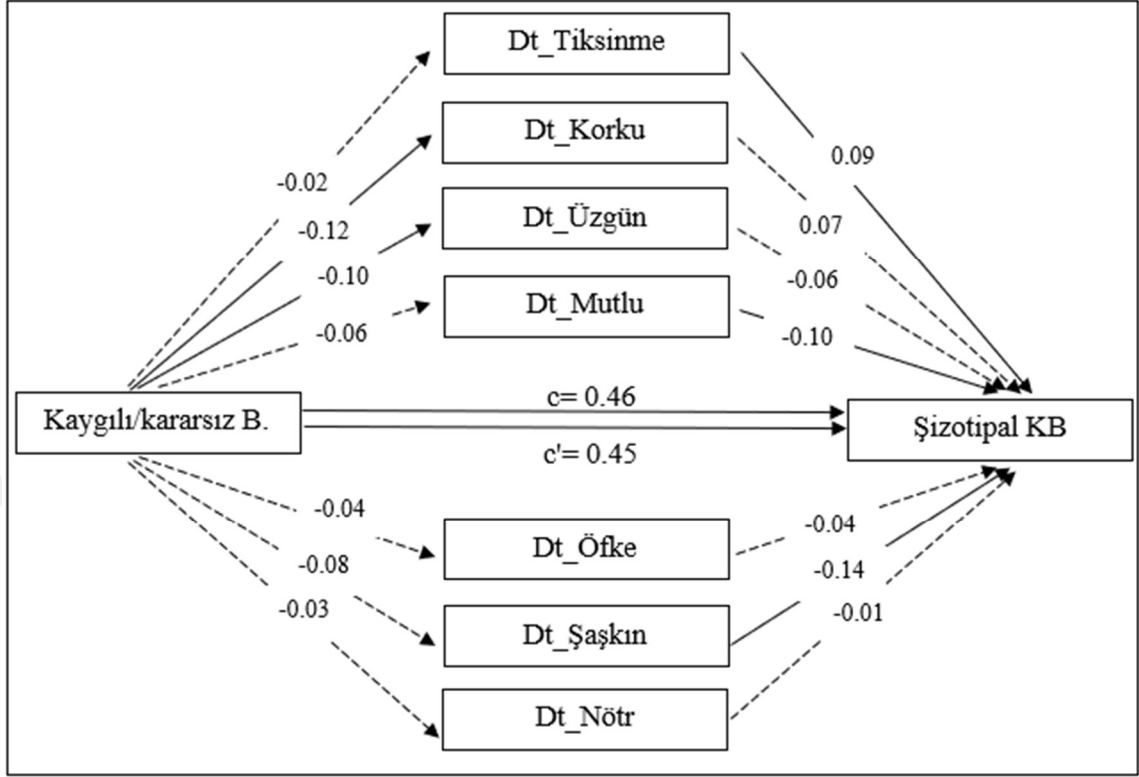 Dt_Tiksinme
Dt_Korku
Dt_Üzgün
Dt_Mutlu
-0.02
-0.12
-0.10
-0.06
0.09
0.07
-0.06
-0.10
Kaygılı/kararsız B.
c= 0.46
c'= 0.45
Şizotipal KB
-0.04
-0.08
-0.03
Dt_Öfke
Dt_Şaşkın
Dt_Nötr
-0.04
-0.14
-0.01